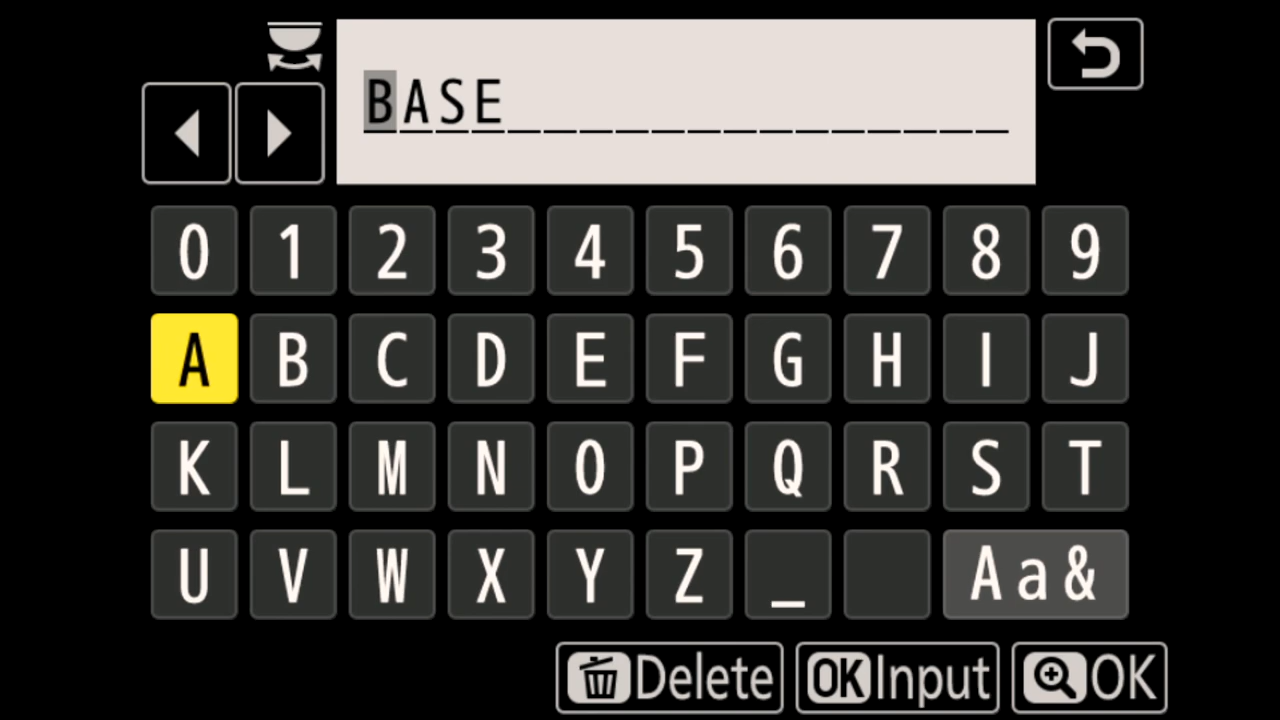 BASE
0 1 2 3 4 5 6 7 8 9
A B C D E F G H I J
K L M N O P Q R S T
U V W X Y Z _ Aa&
Delete OK Input OK